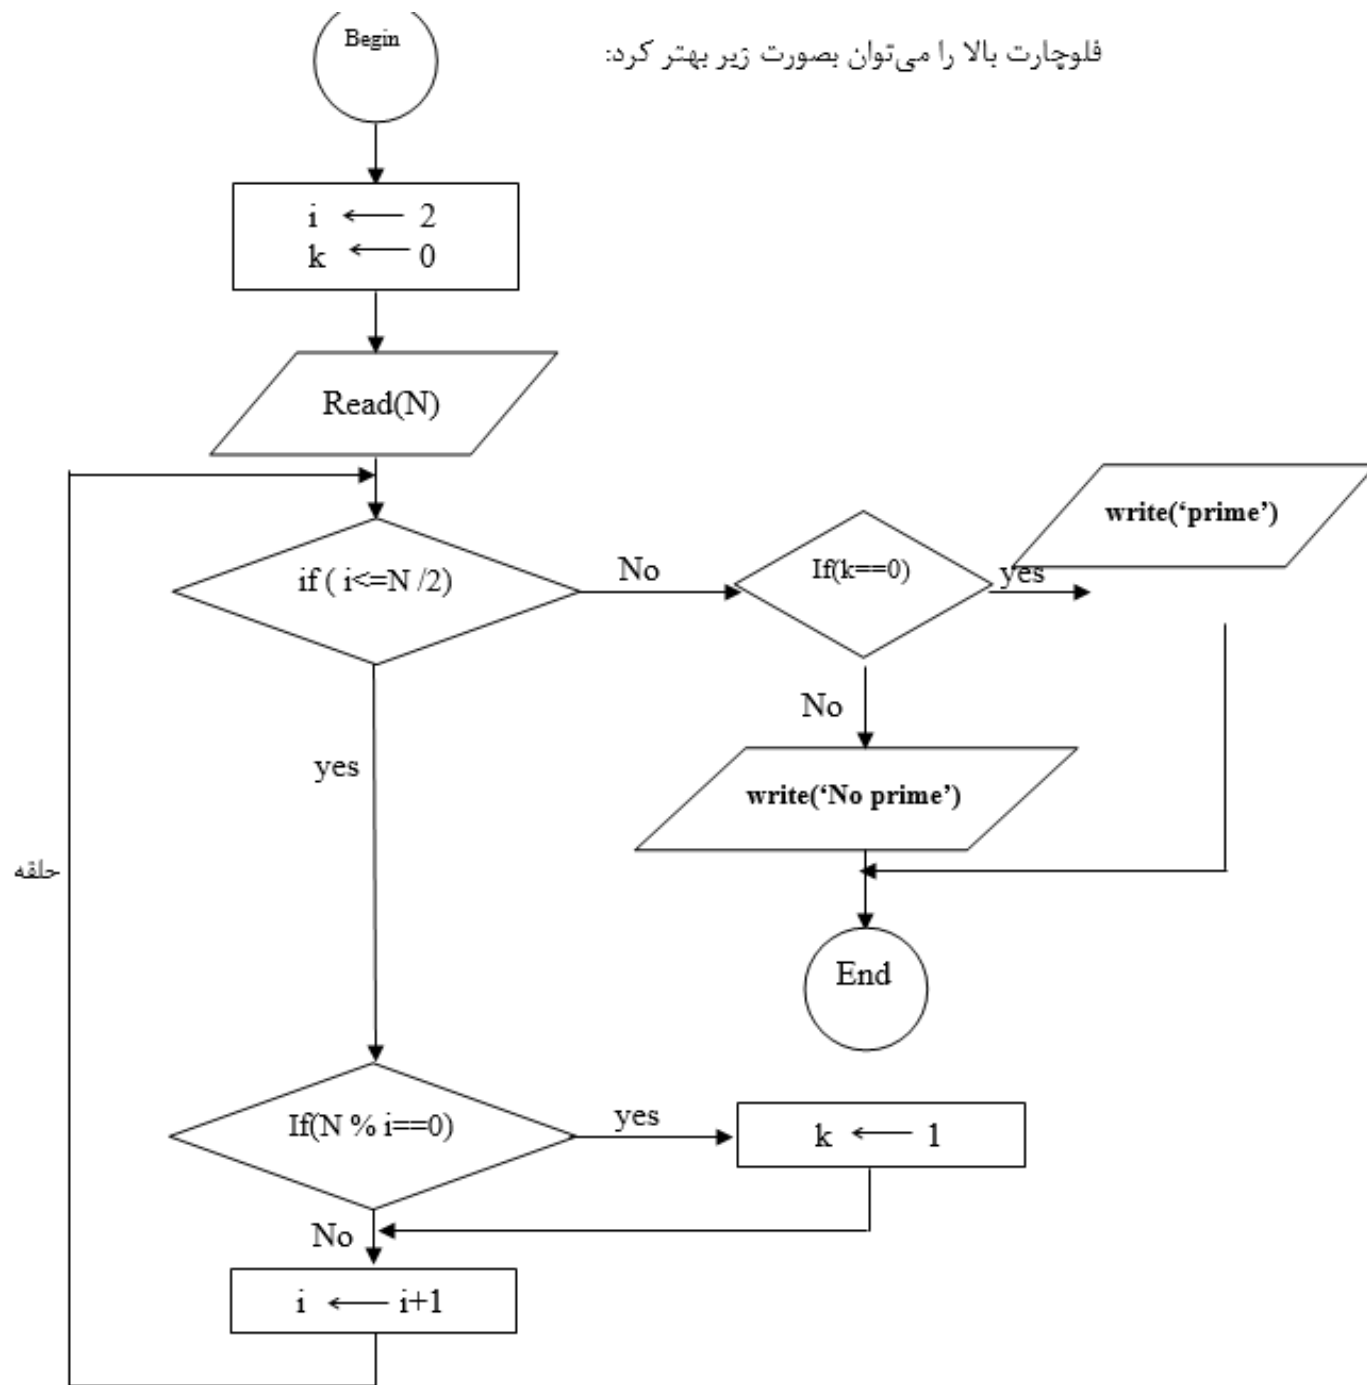 Begin
فلوچارت بالا را می‌توان بصورت زیر بهتر کرد:
i ← 2
k ← 0
Read(N)
if ( i<=N /2)
No
If(k==0)
yes
write(‘prime’)
No
write(‘No prime’)
yes
حلقه
End
If(N % i==0)
yes
k ← 1
No
i ← i+1